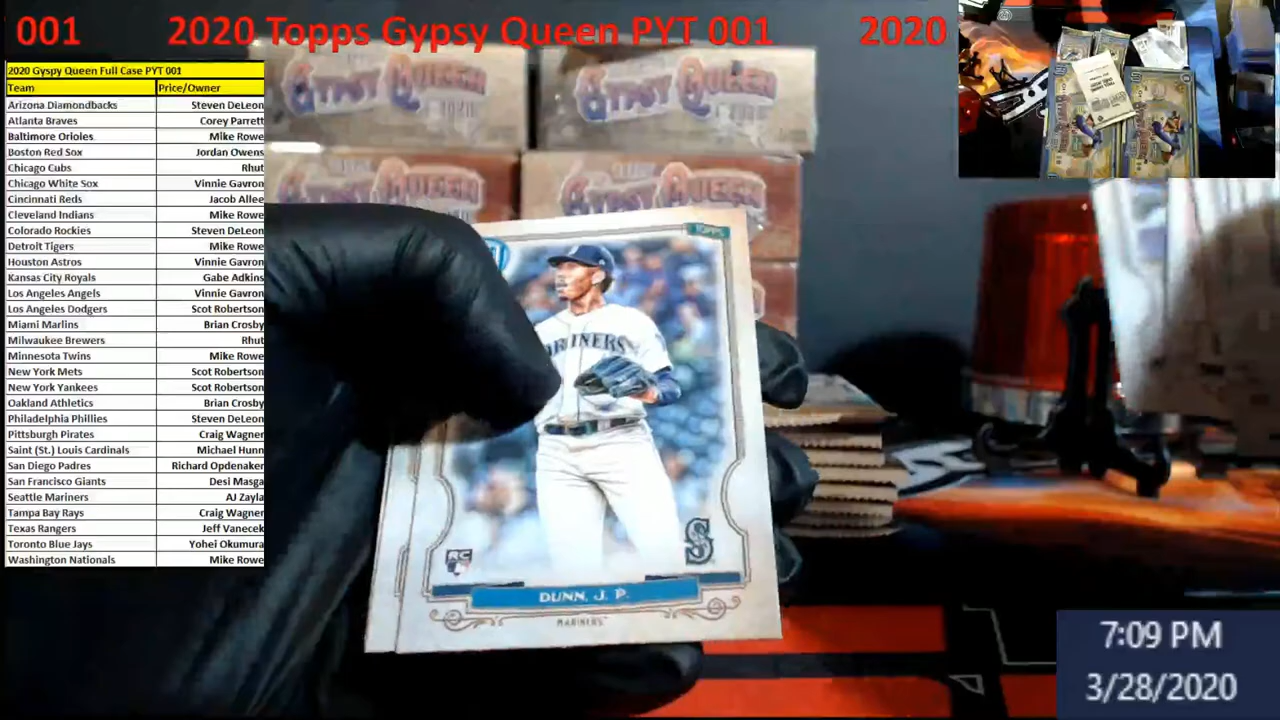 001 2020 Topps Gypsy Queen PYT 001 2020
2020 Gyspy Queen Full Case PYT 001
Team Price/Owner
Arizona Diamondbacks Steven DeLeon
Atlanta Braves Corey Parrett
Baltimore Orioles Mike Rowe
Boston Red Sox Jordan Owens
Chicago Cubs Rhut
Chicago White Sox Vinnie Gavron
Cincinnati Reds Jacob Allee
Cleveland Indians Mike Rowe
Colorado Rockies Steven DeLeon
Detroit Tigers Mike Rowe
Houston Astros Vinnie Gavron
Kansas City Royals Gabe Adkins
Los Angeles Angels Vinnie Gavron
Los Angeles Dodgers Scot Robertson
Miami Marlins Brian Crosby
Milwaukee Brewers Rhut
Minnesota Twins Mike Rowe
New York Mets Scot Robertson
New York Yankees Scot Robertson
Oakland Athletics Brian Crosby
Philadelphia Phillies Steven DeLeon
Pittsburgh Pirates Craig Wagner
Saint (St.) Louis Cardinals Michael Hunn
San Diego Padres Richard Opdenaker
San Francisco Giants Desi Masga
Seattle Mariners AJ Zayla
Tampa Bay Rays Craig Wagner
Texas Rangers Jeff Vanecek
Toronto Blue Jays Yohei Okumura
Washington Nationals Mike Rowe
GYPSY QUEEN
GYPSY QUEEN
GYPSY QUEEN
GYPSY QUEEN
TOPPS
S
RC
DUNN, J. P.
MARINERS
7:09 PM
3/28/2020